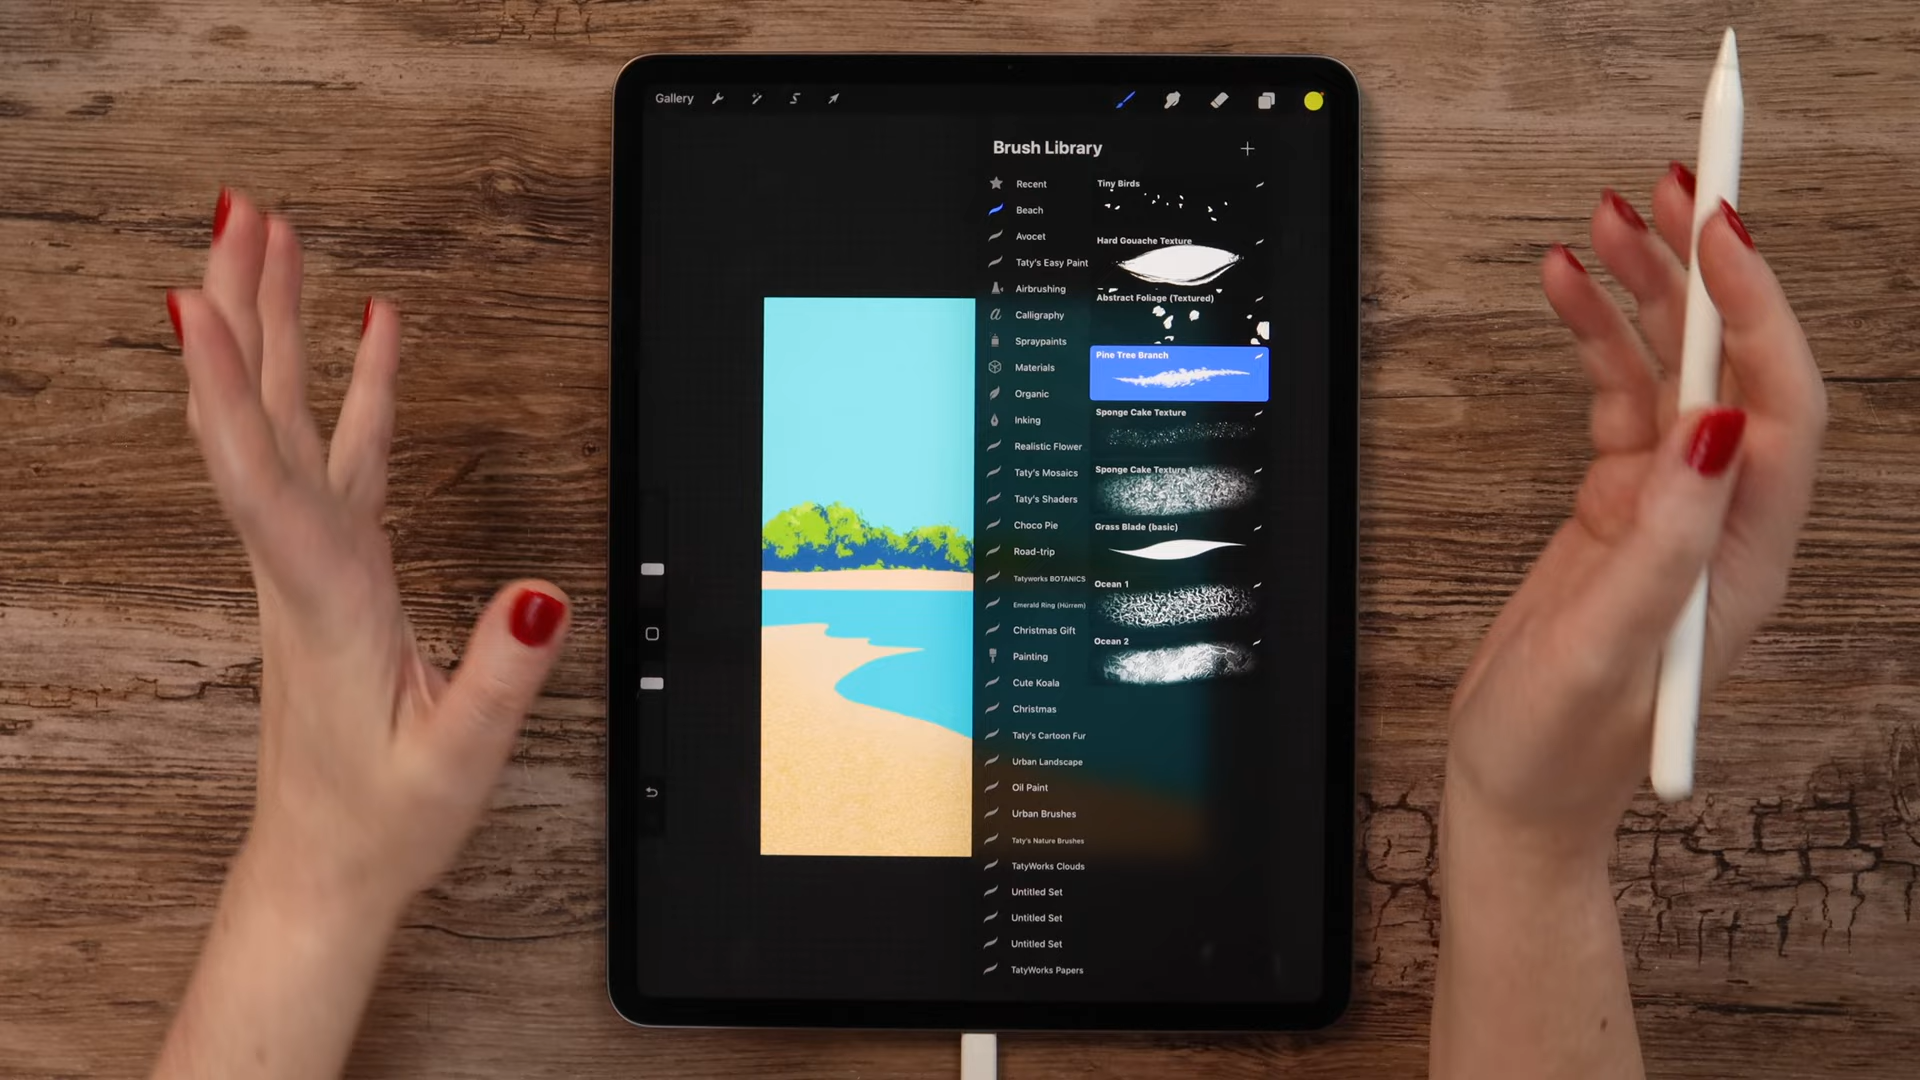 Gallery
Brush Library
Recent
Beach
Avocet
Taty's Easy Paint
Airbrushing
Calligraphy
Spraypaints
Materials
Organic
Inking
Realistic Flower
Taty's Mosaics
Taty's Shaders
Choco Pie
Road-trip
Tatyworks BOTANICS
Emerald Ring (Hürrem)
Christmas Gift
Painting
Cute Koala
Christmas
Taty's Cartoon Fur
Urban Landscape
Oil Paint
Urban Brushes
Taty's Nature Brushes
TatyWorks Clouds
Untitled Set
Untitled Set
Untitled Set
TatyWorks Papers
Tiny Birds
Hard Gouache Texture
Abstract Foliage (Textured)
Pine Tree Branch
Sponge Cake Texture
Sponge Cake Texture 1
Grass Blade (basic)
Ocean 1
Ocean 2